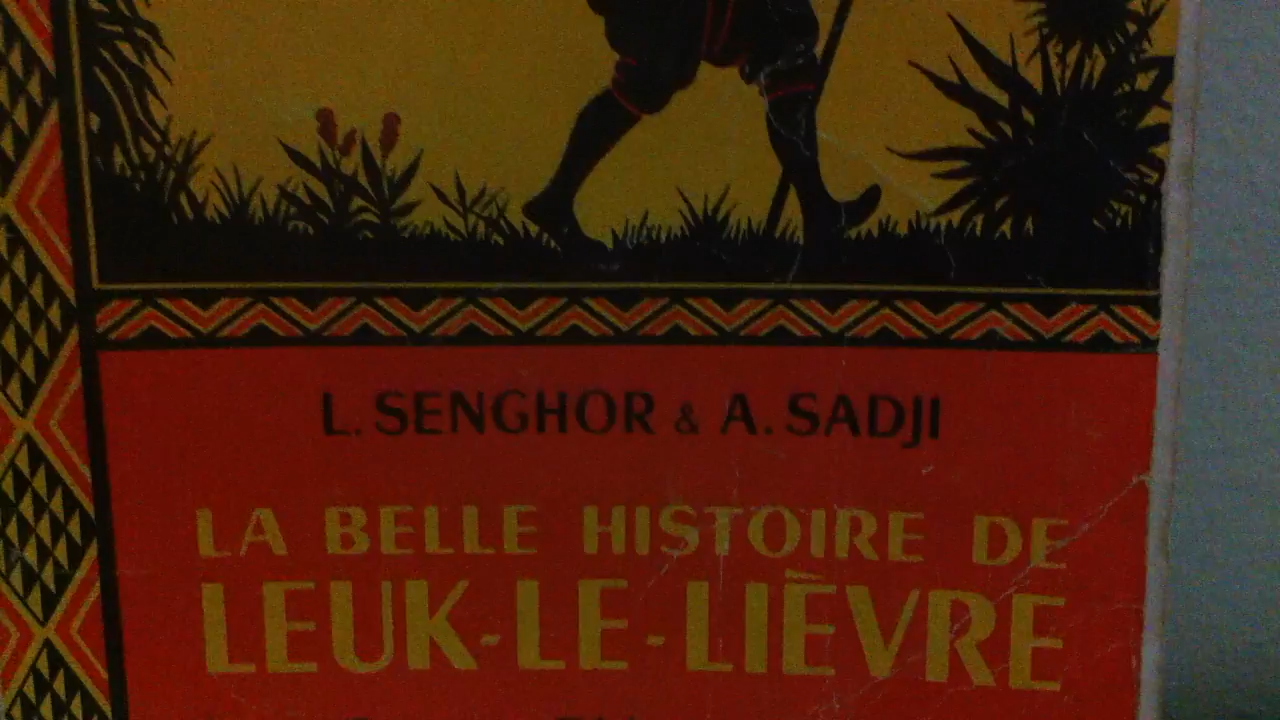 L. SENGHOR & A. SADJI
LA BELLE HISTOIRE DE
LEUK-LE-LIÈVRE